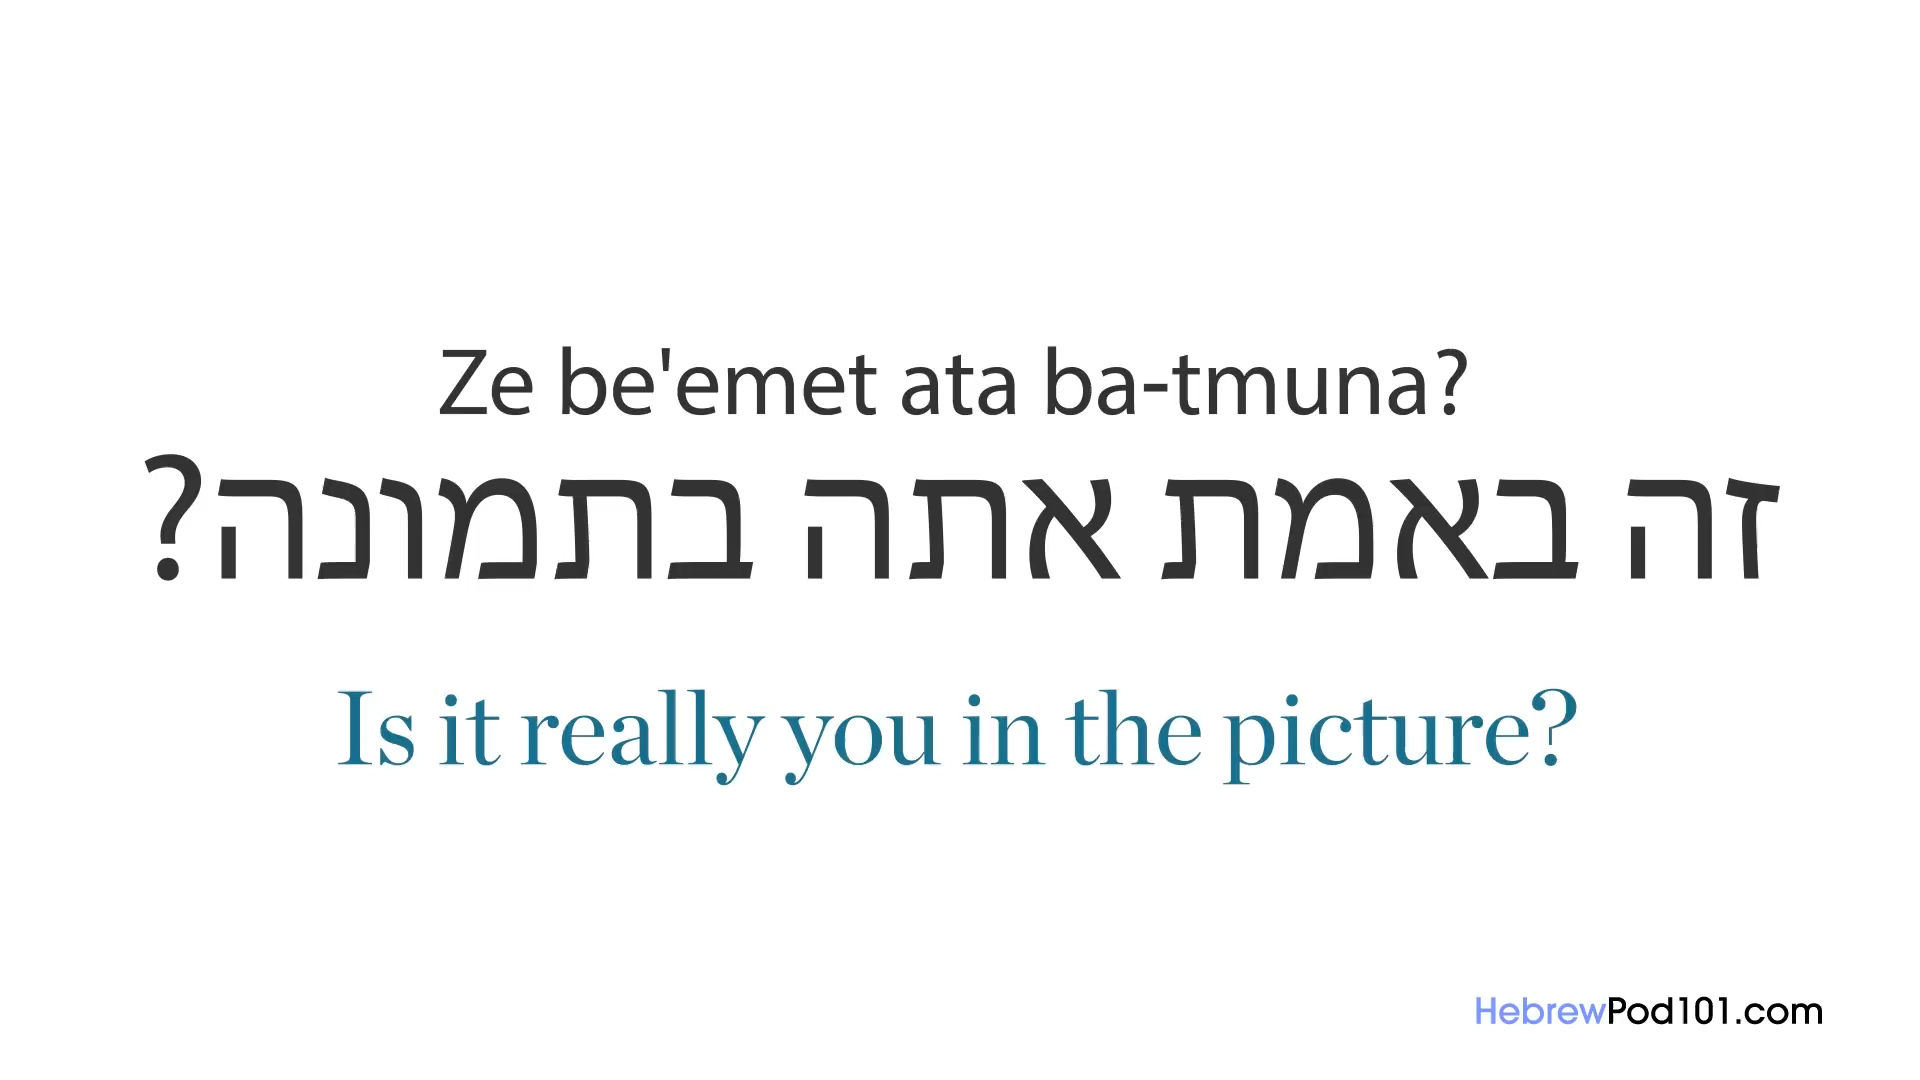 Ze be'emet ata ba-tmuna?
זה באמת אתה בתמונה?
Is it really you in the picture?
HebrewPod101.com